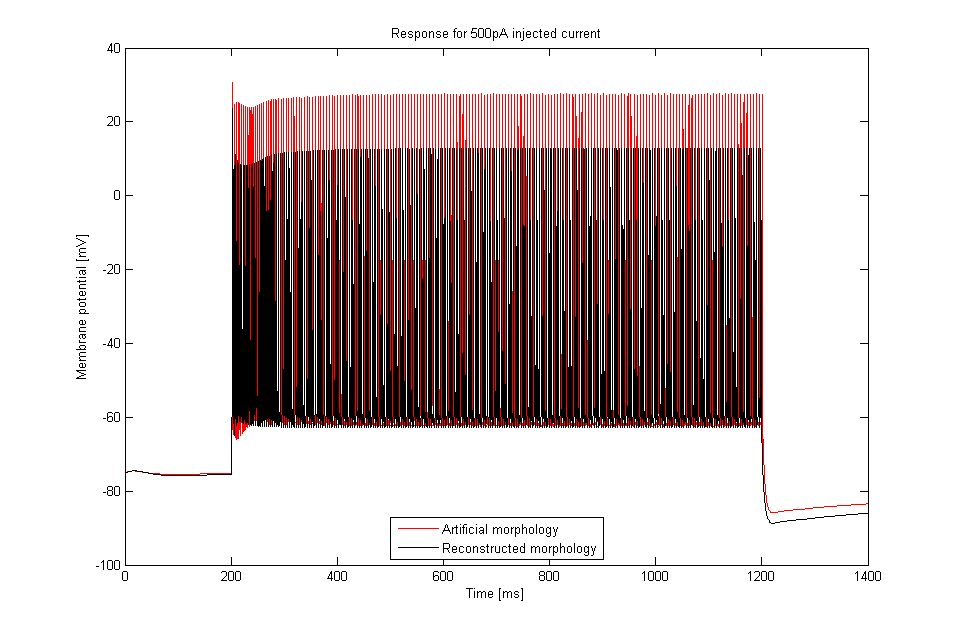 Response for 500pA injected current
40
20
0
-20
-40
-60
-80
-100
Membrane potential [mV]
Artificial morphology
Reconstructed morphology
0 200 400 600 800 1000 1200 1400
Time [ms]